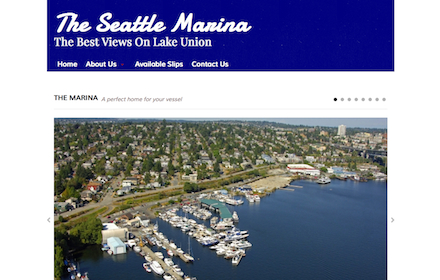 The Seattle Marina
The Best Views On Lake Union
Home About Us Available Slips Contact Us
THE MARINA A perfect home for your vessel